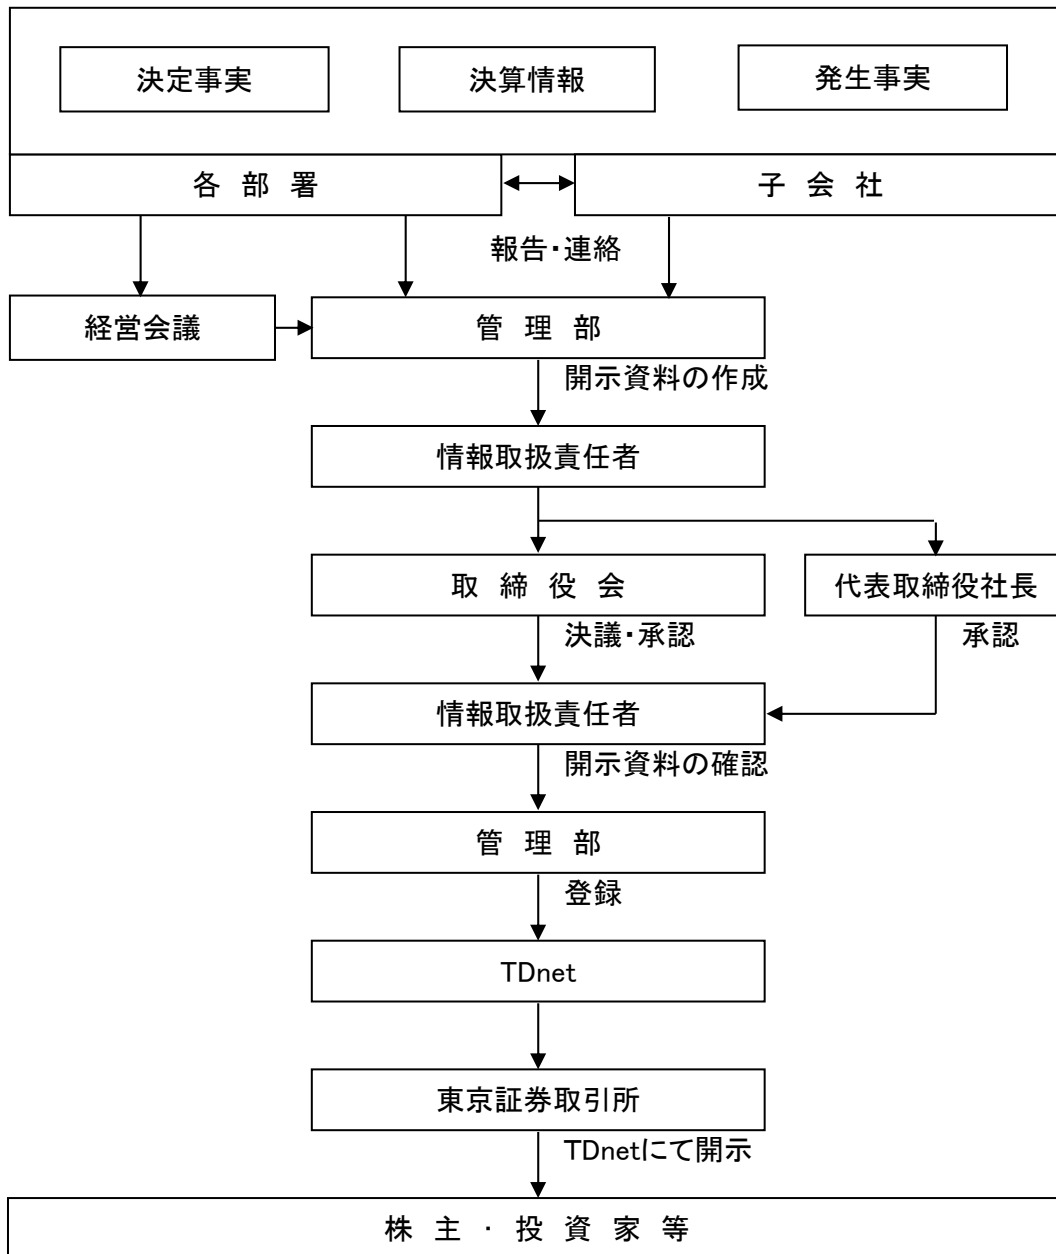 決定事実
決算情報
発生事実
各 部 署
子 会 社
報告・連絡
経営会議
管 理 部
開示資料の作成
情報取扱責任者
取 締 役 会
代表取締役社長
決議・承認
承認
情報取扱責任者
開示資料の確認
管 理 部
登録
TDnet
東京証券取引所
TDnetにて開示
株 主 ・ 投 資 家 等